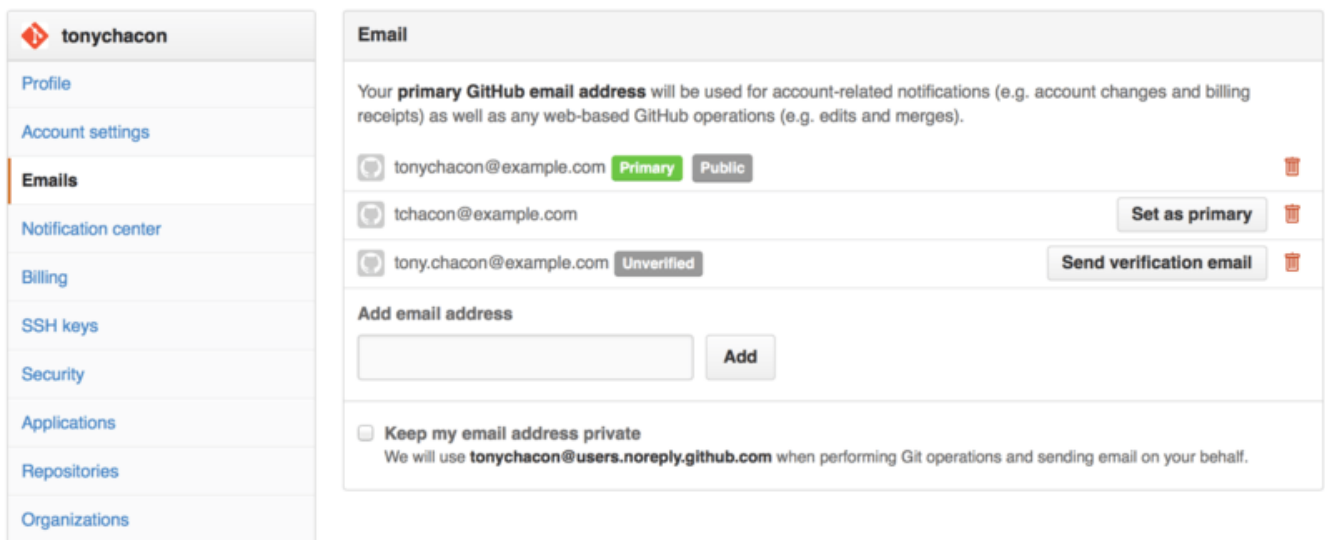 tonychacon
Profile
Account settings
Emails
Notification center
Billing
SSH keys
Security
Applications
Repositories
Organizations
Email
Your primary GitHub email address will be used for account-related notifications (e.g. account changes and billing
receipts) as well as any web-based GitHub operations (e.g. edits and merges).
tonychacon@example.com Primary Public
tchacon@example.com Set as primary
tony.chacon@example.com Unverified Send verification email
Add email address
Add
Keep my email address private
We will use tonychacon@users.noreply.github.com when performing Git operations and sending email on your behalf.